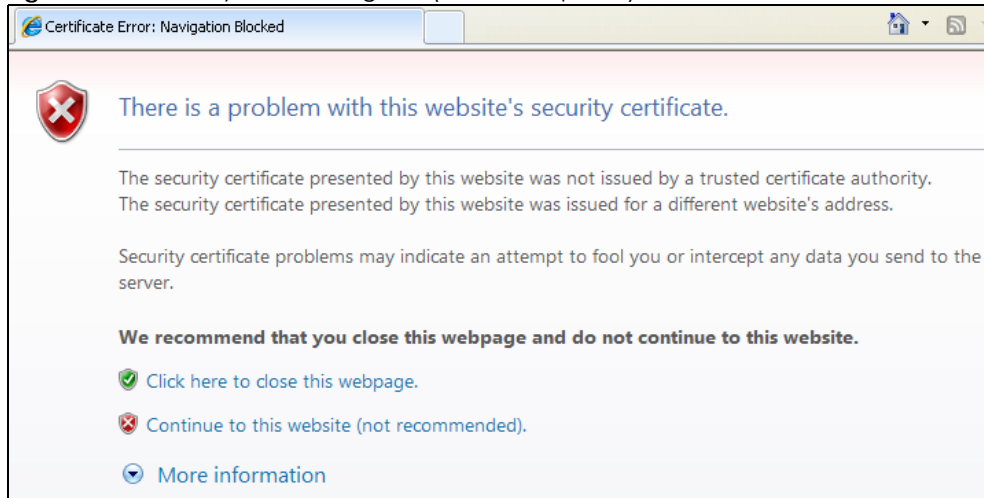 Certificate Error: Navigation Blocked
There is a problem with this website's security certificate.
The security certificate presented by this website was not issued by a trusted certificate authority.
The security certificate presented by this website was issued for a different website's address.
Security certificate problems may indicate an attempt to fool you or intercept any data you send to the
server.
We recommend that you close this webpage and do not continue to this website.
Click here to close this webpage.
Continue to this website (not recommended).
More information